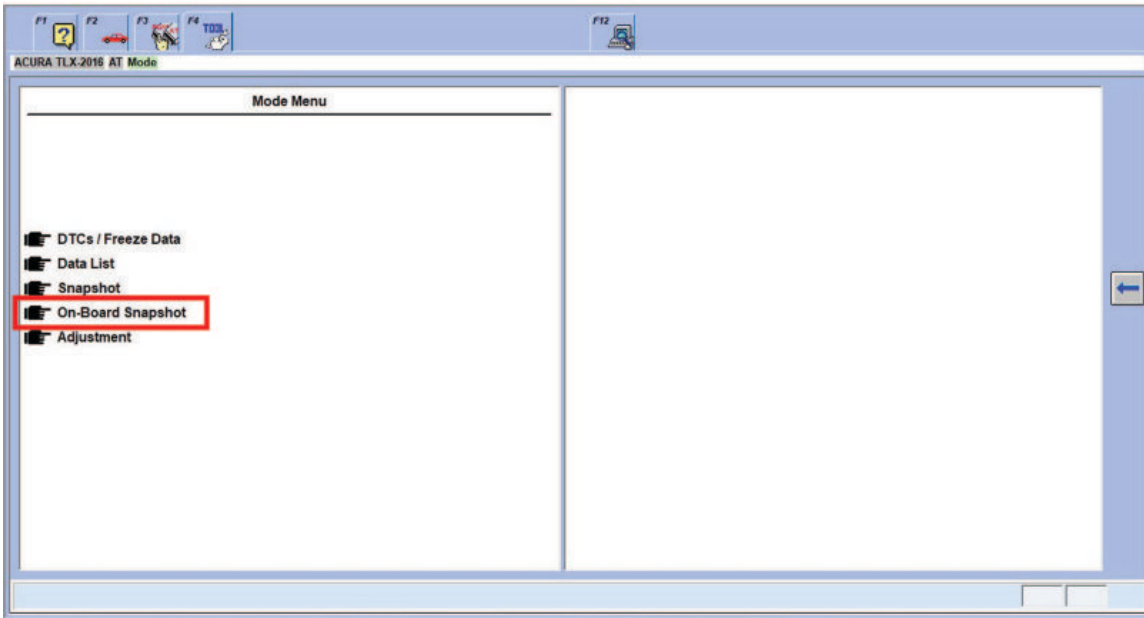 F1 F2 F3 F4 TOOL F12
ACURA TLX-2016 AT Mode
Mode Menu
DTCs / Freeze Data
Data List
Snapshot
On-Board Snapshot
Adjustment